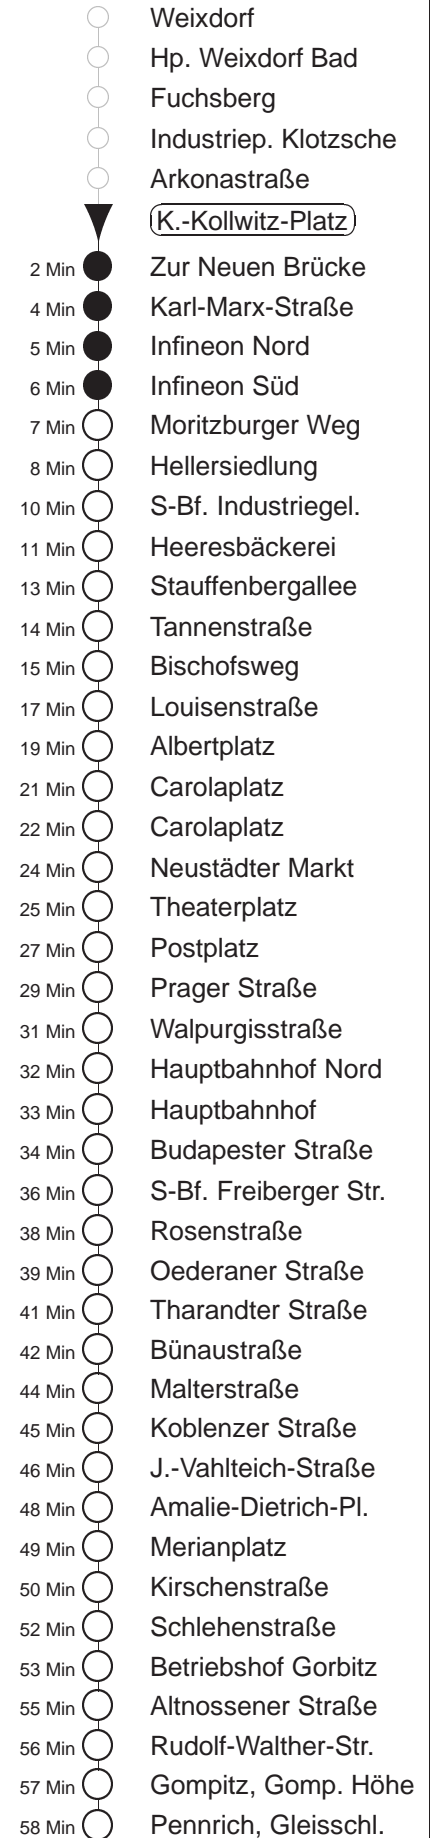 Weixdorf
Hp. Weixdorf Bad
Fuchsberg
Industriep. Klotzsche
Arkonastraße
K.-Kollwitz-Platz
2 Min Zur Neuen Brücke
4 Min Karl-Marx-Straße
5 Min Infineon Nord
6 Min Infineon Süd
7 Min Moritzburger Weg
8 Min Hellersiedlung
10 Min S-Bf. Industriegel.
11 Min Heeresbäckerei
13 Min Stauffenbergallee
14 Min Tannenstraße
15 Min Bischofsweg
17 Min Louisenstraße
19 Min Albertplatz
21 Min Carolaplatz
22 Min Carolaplatz
24 Min Neustädter Markt
25 Min Theaterplatz
27 Min Postplatz
29 Min Prager Straße
31 Min Walpurgisstraße
32 Min Hauptbahnhof Nord
33 Min Hauptbahnhof
34 Min Budapester Straße
36 Min S-Bf. Freiberger Str.
38 Min Rosenstraße
39 Min Oederaner Straße
41 Min Tharandter Straße
42 Min Bünaustraße
44 Min Malterstraße
45 Min Koblenzer Straße
46 Min J.-Vahlteich-Straße
48 Min Amalie-Dietrich-Pl.
49 Min Merianplatz
50 Min Kirschenstraße
52 Min Schlehenstraße
53 Min Betriebshof Gorbitz
55 Min Altnossener Straße
56 Min Rudolf-Walther-Str.
57 Min Gompitz, Gomp. Höhe
58 Min Pennrich, Gleisschl.